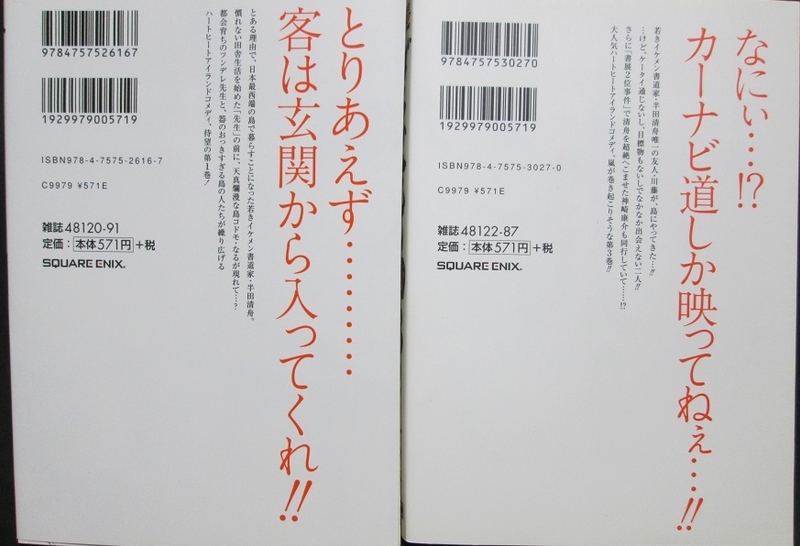 とりあえず…………
客は玄関から入ってくれ!!
とある理由で、日本最西端の島で暮らすことになった若きイケメン書道家・半田清舟。
慣れない田舎生活を始めた「先生」の前に、天真爛漫な島コドモ・なるが現れて…?
都会育ちのツンデレ先生と、器のおっきすぎる島の人たちが繰り広げる
ハートヒートアイランドコメディ、待望の第1巻!
9784757526167
1929979005719
ISBN978-4-7575-2616-7
C9979 ¥571E
雑誌 48120-91
定価:本体571円+税
SQUARE ENIX.
なにぃ…!?
カーナビ道しか映ってねぇ…!!
若きイケメン書道家・半田清舟唯一の友人・川藤が、島にやってきた…!!
…けど、ケータイ通じないし、目標物もないしでなかなか出会えない二人!!
さらに「書展2位事件」で清舟を超絶へこませた神崎康介も同行していて……!?
大人気ハートヒートアイランドコメディ、嵐が巻き起こりそうな第3巻!!
9784757530270
1929979005719
ISBN978-4-7575-3027-0
C9979 ¥571E
雑誌 48122-87
定価:本体571円+税
SQUARE ENIX.